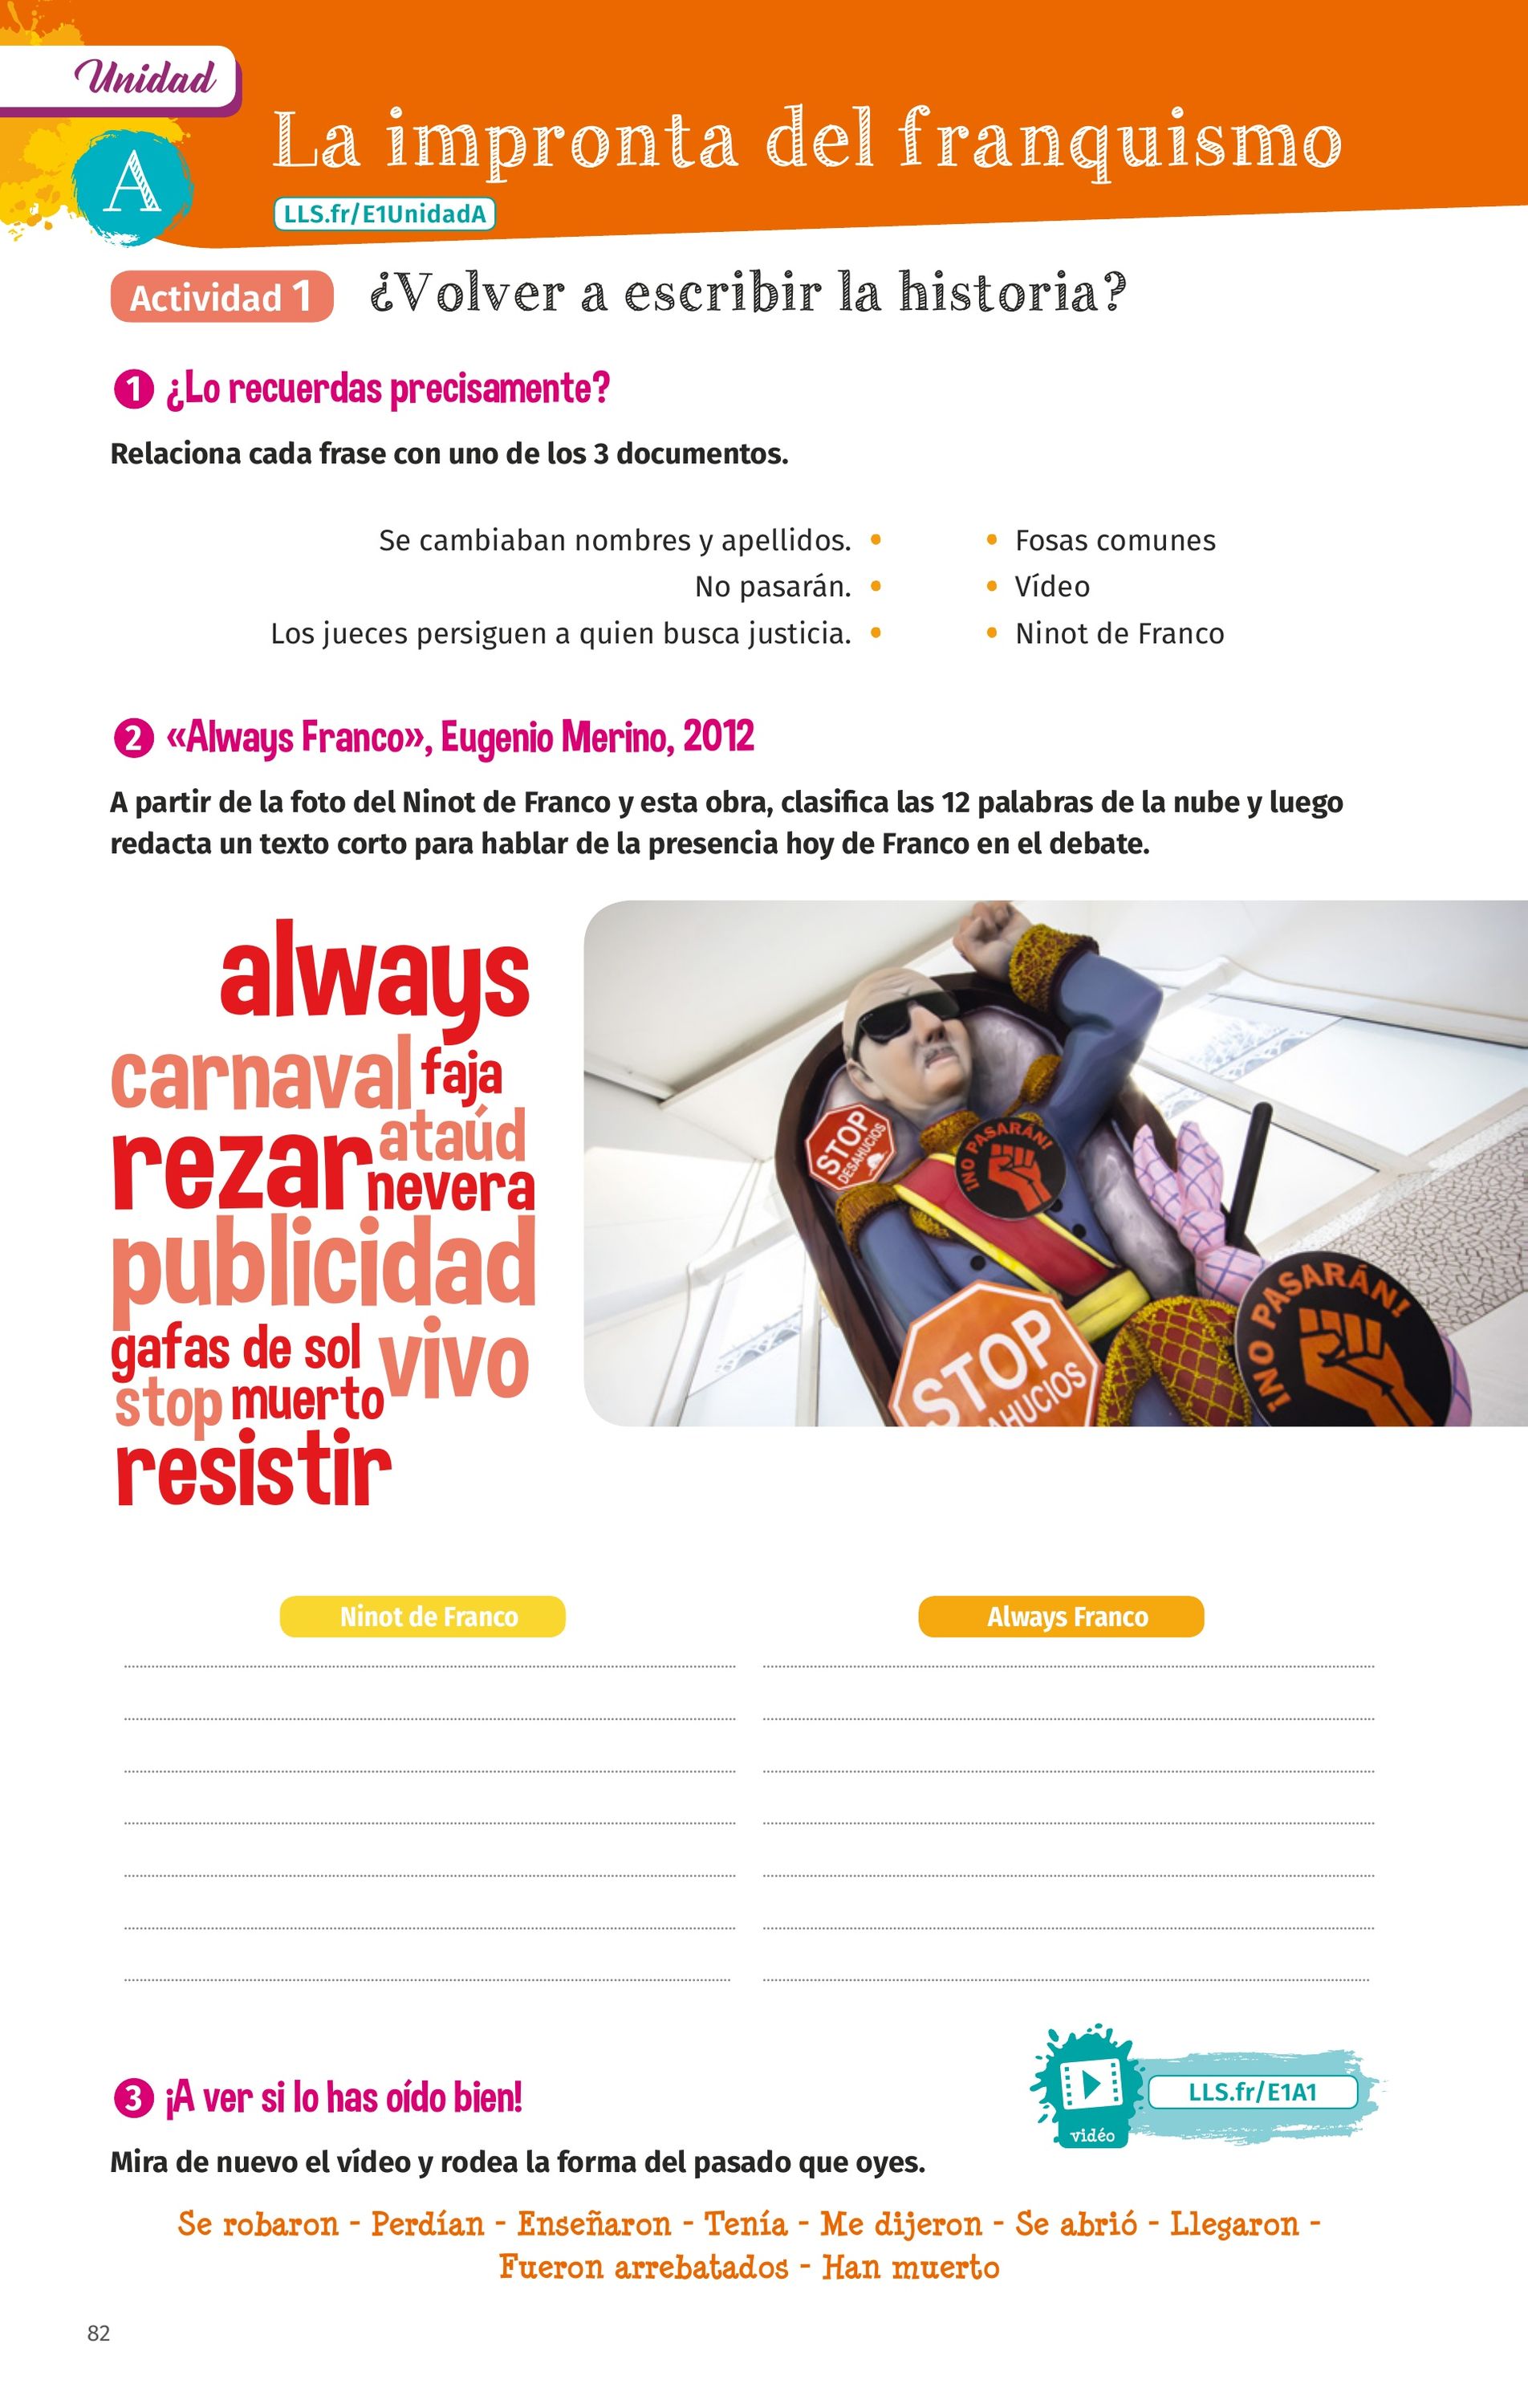 Unidad
A
La impronta del franquismo
LLS.fr/E1UnidadA
Actividad 1
¿Volver a escribir la historia?
1 ¿Lo recuerdas precisamente?
Relaciona cada frase con uno de los 3 documentos.
Se cambiaban nombres y apellidos. • • Fosas comunes
No pasarán. • • Vídeo
Los jueces persiguen a quien busca justicia. • • Ninot de Franco
2 «Always Franco», Eugenio Merino, 2012
A partir de la foto del Ninot de Franco y esta obra, clasifica las 12 palabras de la nube y luego
redacta un texto corto para hablar de la presencia hoy de Franco en el debate.
always
carnaval faja
rezar ataúd
nevera
publicidad
gafas de sol vivo
stop muerto
resistir
STOP
DESAHUCIOS
¡NO PASARÁN!
STOP
AHUCIOS
¡NO PASARÁN!
Ninot de Franco
Always Franco
3 ¡A ver si lo has oído bien!
vidéo
LLS.fr/E1A1
Mira de nuevo el vídeo y rodea la forma del pasado que oyes.
Se robaron - Perdían - Enseñaron - Tenía - Me dijeron - Se abrió - Llegaron -
Fueron arrebatados - Han muerto
82